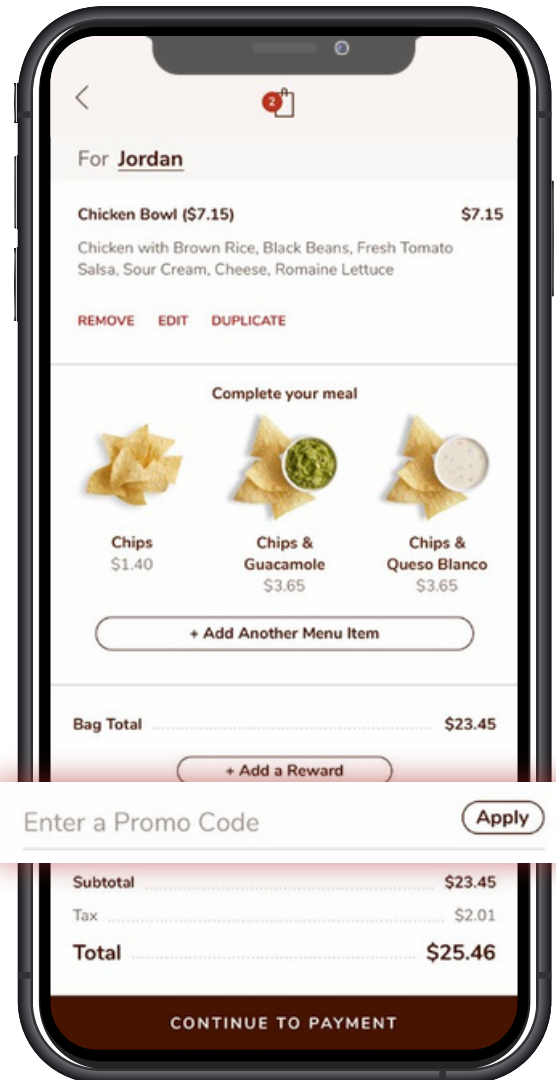 2
For Jordan
Chicken Bowl ($7.15) $7.15
Chicken with Brown Rice, Black Beans, Fresh Tomato
Salsa, Sour Cream, Cheese, Romaine Lettuce
REMOVE EDIT DUPLICATE
Complete your meal
Chips
$1.40
Chips &
Guacamole
$3.65
Chips &
Queso Blanco
$3.65
+ Add Another Menu Item
Bag Total $23.45
+ Add a Reward
Enter a Promo Code Apply
Subtotal $23.45
Tax $2.01
Total $25.46
CONTINUE TO PAYMENT